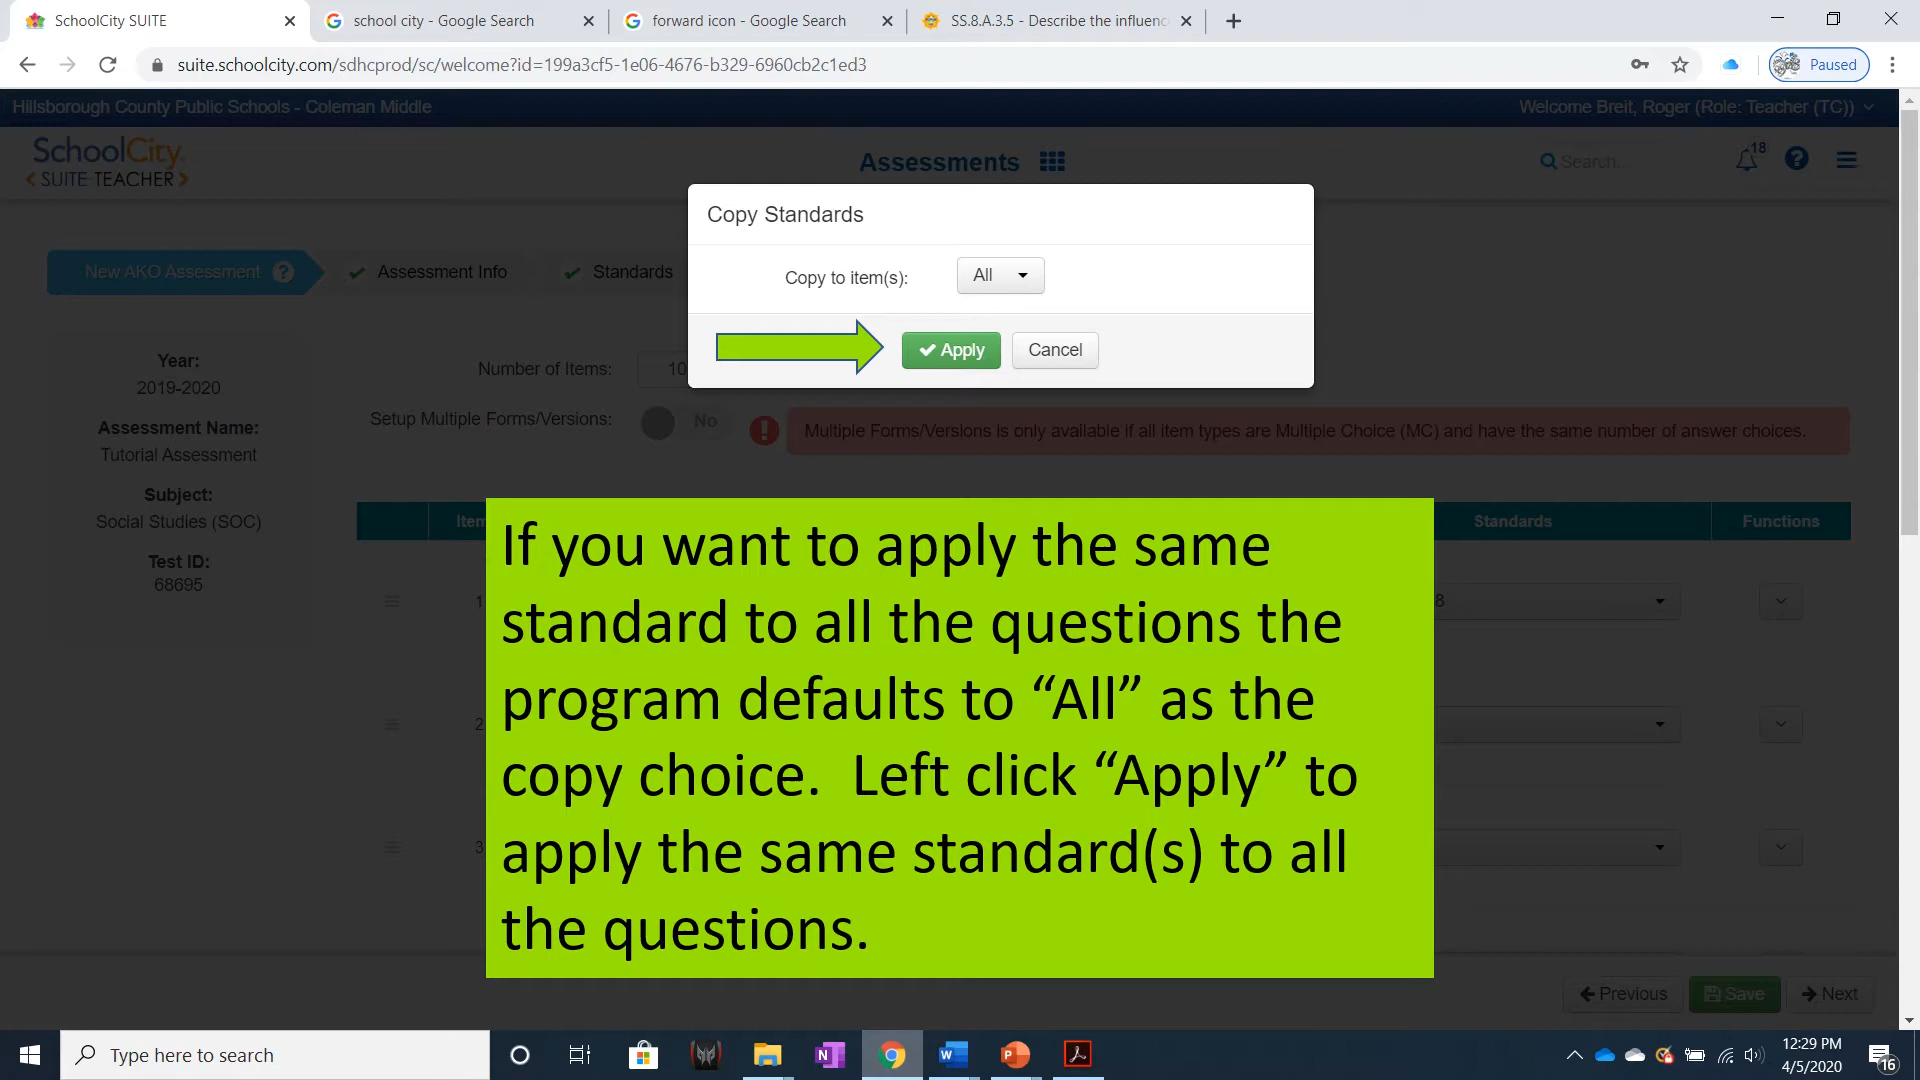 SchoolCity SUITE
school city - Google Search
forward icon - Google Search
SS.8.A.3.5 - Describe the influenc
suite.schoolcity.com/sdhcprod/sc/welcome?id=199a3cf5-1e06-4676-b329-6960cb2c1ed3
Paused
Hillsborough County Public Schools - Coleman Middle
Welcome Breit, Roger (Role: Teacher (TC))
SchoolCity
SUITE TEACHER
Assessments
Search...
18
Copy Standards
Copy to item(s): All
Apply Cancel
New AKO Assessment ?
Assessment Info
Standards
Year:
2019-2020
Assessment Name:
Tutorial Assessment
Subject:
Social Studies (SOC)
Test ID:
68695
Number of Items: 10
Setup Multiple Forms/Versions: No
Multiple Forms/Versions is only available if all item types are Multiple Choice (MC) and have the same number of answer choices.
Item Standards Functions
1 8
2
3
If you want to apply the same
standard to all the questions the
program defaults to “All” as the
copy choice.  Left click “Apply” to
apply the same standard(s) to all
the questions.
Previous Save Next
Type here to search
12:29 PM
4/5/2020
16